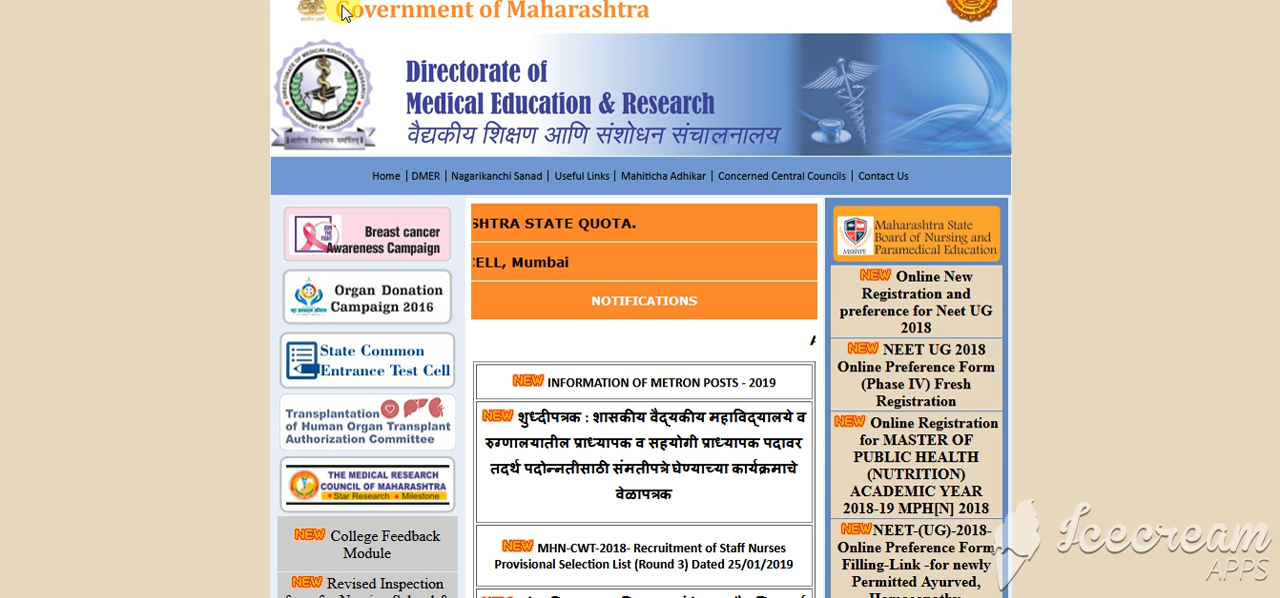 Government of Maharashtra
Directorate of
Medical Education & Research
वैद्यकीय शिक्षण आणि संशोधन संचालनालय
Home | DMER | Nagarikanchi Sanad | Useful Links | Mahiticha Adhikar | Concerned Central Councils | Contact Us
Breast cancer
Awareness Campaign
Organ Donation
Campaign 2016
State Common
Entrance Test Cell
Transplantation
of Human Organ Transplant
Authorization Committee
THE MEDICAL RESEARCH
COUNCIL OF MAHARASHTRA
Star Research • Milestone
NEW College Feedback
Module
NEW Revised Inspection
SHTRA STATE QUOTA.
CELL, Mumbai
NOTIFICATIONS
NEW INFORMATION OF METRON POSTS - 2019
NEW शुध्दीपत्रक : शासकीय वैद्यकीय महाविद्यालये व
रुग्णालयातील प्राध्यापक व सहयोगी प्राध्यापक पदावर
तदर्थ पदोन्नतीसाठी संमतीपत्रे घेण्याच्या कार्यक्रमाचे
वेळापत्रक
NEW MHN-CWT-2018- Recruitment of Staff Nurses
Provisional Selection List (Round 3) Dated 25/01/2019
Maharashtra State
Board of Nursing and
Paramedical Education
NEW Online New
Registration and
preference for Neet UG
2018
NEW NEET UG 2018
Online Preference Form
(Phase IV) Fresh
Registration
NEW Online Registration
for MASTER OF
PUBLIC HEALTH
(NUTRITION)
ACADEMIC YEAR
2018-19 MPH[N] 2018
NEW NEET-(UG)-2018-
Online Preference Form
Filling-Link -for newly
Permitted Ayurved,
Homoeopathy
Icecream
APPS